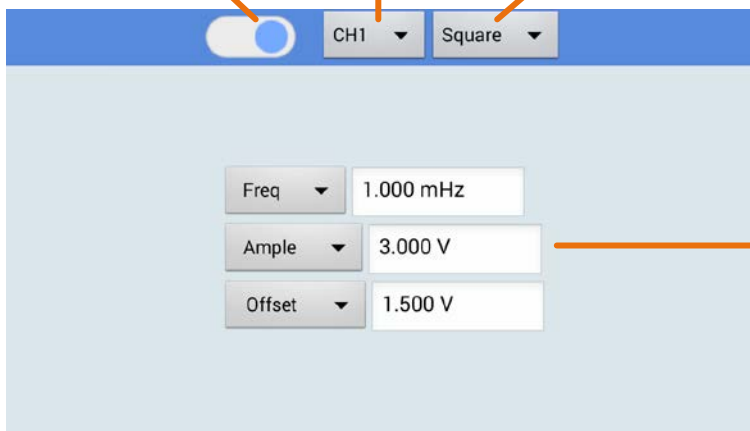 CH1 Square
Freq 1.000 mHz
Ample 3.000 V
Offset 1.500 V